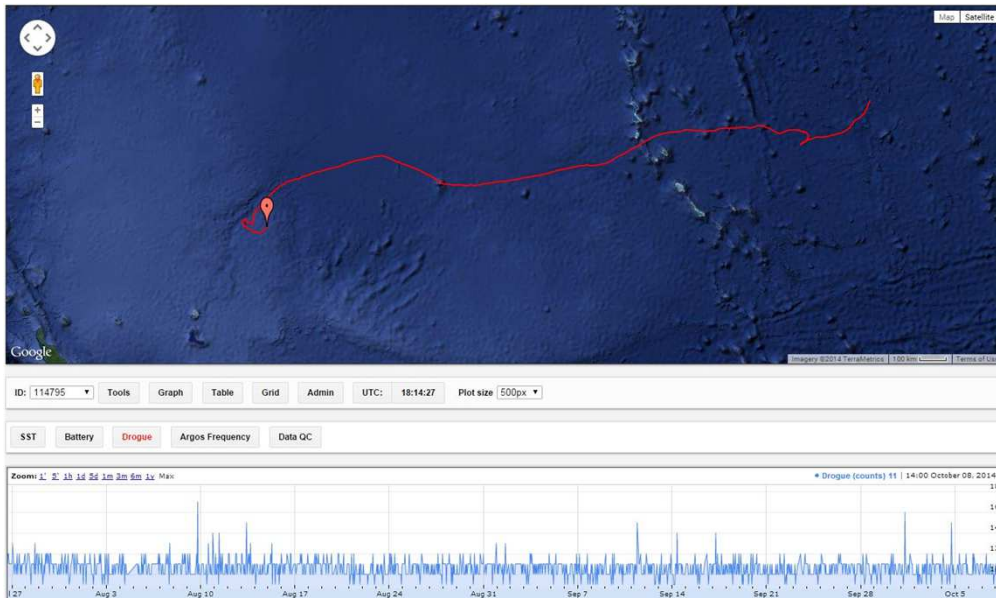 Map Satellite
+
−
Google
Imagery ©2014 TerraMetrics 100 km Terms of Us
ID: 114795 Tools Graph Table Grid Admin UTC: 18:14:27 Plot size 500px
SST Battery Drogue Argos Frequency Data QC
Zoom: 1' 5' 1h 1d 5d 1m 3m 6m 1y Max Drogue (counts) 11 | 14:00 October 08, 2014
27 Aug 3 Aug 10 Aug 17 Aug 24 Aug 31 Sep 7 Sep 14 Sep 21 Sep 28 Oct 5